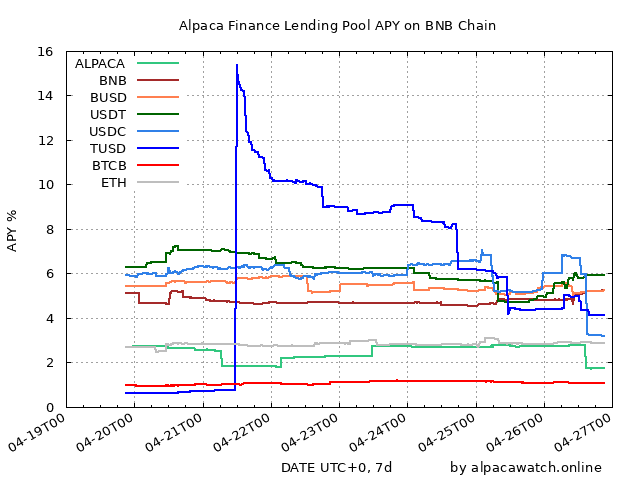 Alpaca Finance Lending Pool APY on BNB Chain
APY %
16
14
12
10
8
6
4
2
0
ALPACA
BNB
BUSD
USDT
USDC
TUSD
BTCB
ETH
04-19T00
04-20T00
04-21T00
04-22T00
04-23T00
04-24T00
04-25T00
04-26T00
04-27T00
DATE UTC+0, 7d
by alpacawatch.online